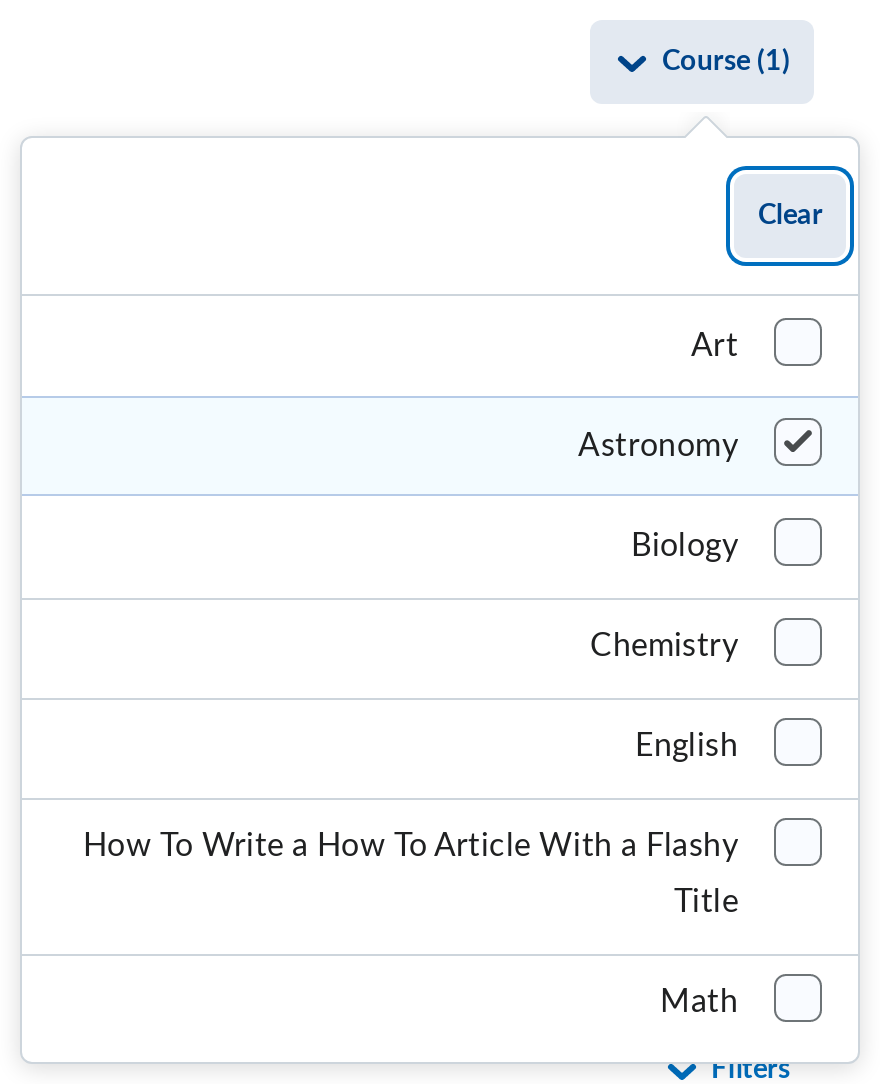 Course (1)
Clear
Art
Astronomy
Biology
Chemistry
English
How To Write a How To Article With a Flashy
Title
Math
Filters